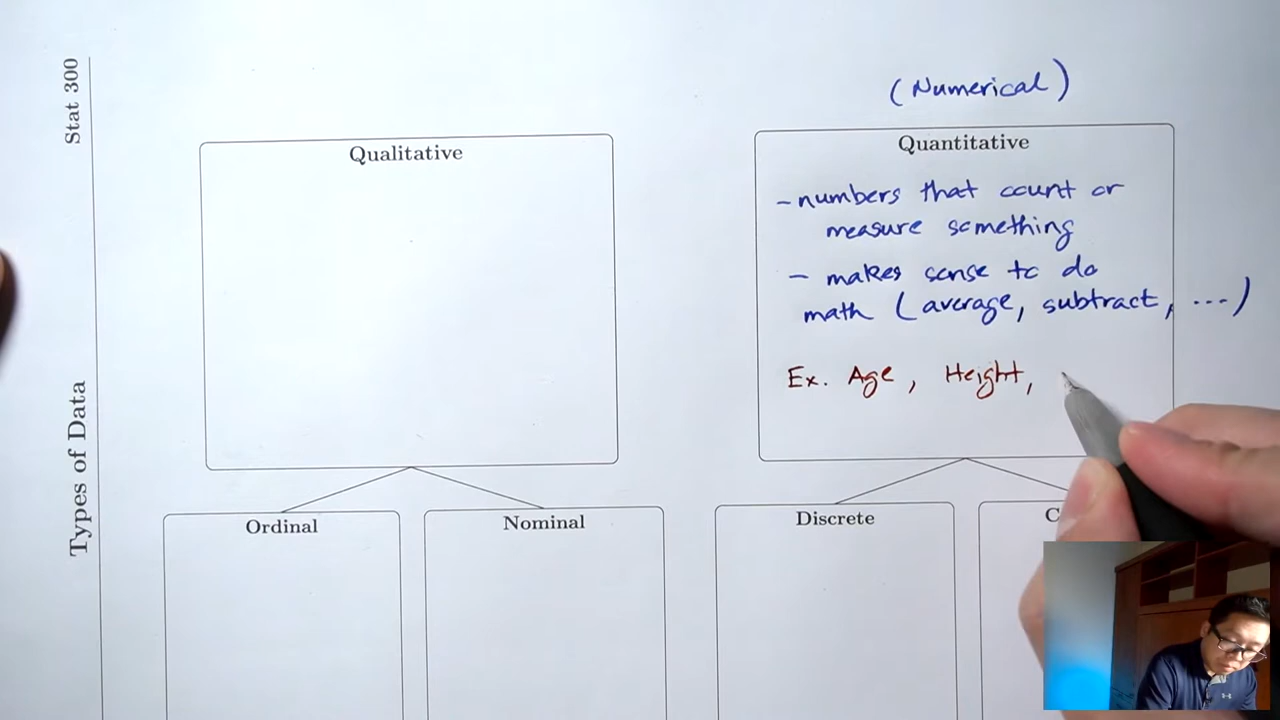 Stat 300
Types of Data
(Numerical)
Qualitative
Quantitative
- numbers that count or
measure something
- makes sense to do
math (average, subtract, ...)
Ex. Age, Height,
Ordinal
Nominal
Discrete
C